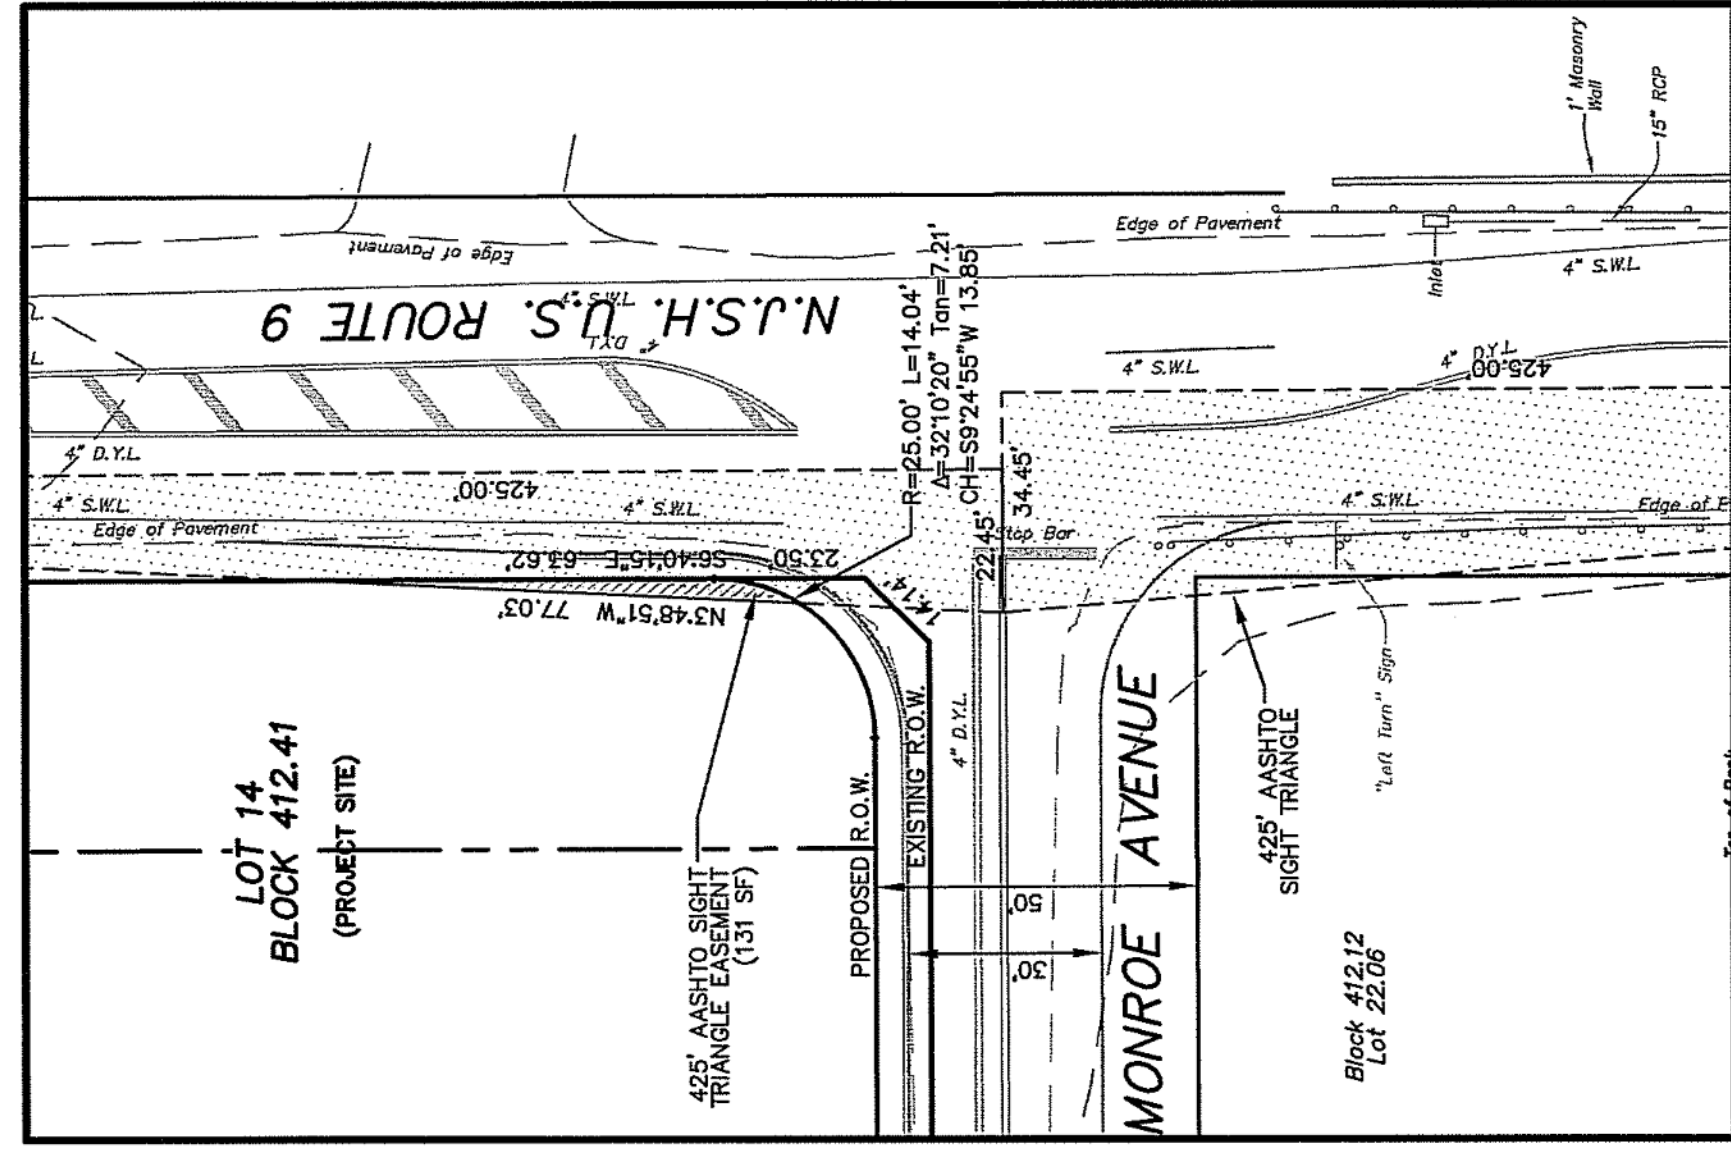 1' Masonry
Wall
15" RCP
Edge of Pavement
Inlet
4" S.W.L.
Edge of Pavement
N.J.S.H. U.S. ROUTE 9
4" S.W.L.
4" D.Y.L.
R=25.00' L=14.04'
Δ=32°10'20" Tan=7.21'
CH=S9°24'55"W 13.85'
4" S.W.L.
4" D.Y.L.
425.00'
4" D.Y.L.
425.00'
4" S.W.L.
4" S.W.L.
Edge of Pavement
S6°40'15"E 63.62'
23.50'
N3°48'51"W 77.03'
14.14'
22.45'
34.45'
Stop Bar
4" S.W.L.
Edge of P
LOT 14
BLOCK 412.41
(PROJECT SITE)
425' AASHTO SIGHT
TRIANGLE EASEMENT
(131 SF)
PROPOSED R.O.W.
EXISTING R.O.W.
4" D.Y.L.
50'
30'
MONROE AVENUE
425' AASHTO
SIGHT TRIANGLE
"Left Turn" Sign
Block 412.12
Lot 22.06